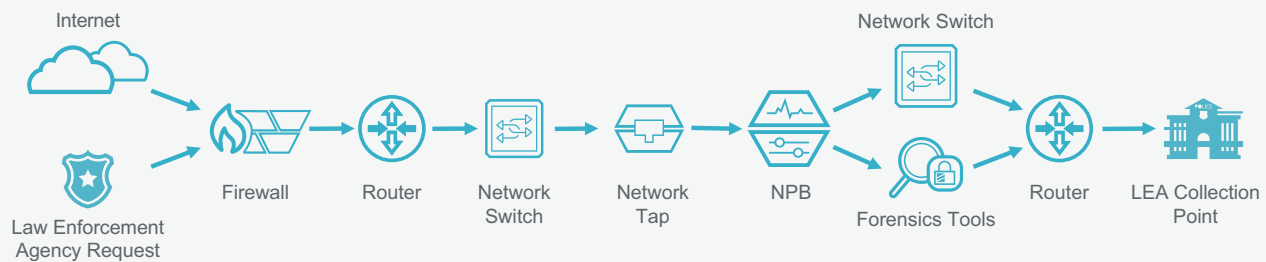 Internet
Law Enforcement
Agency Request
Firewall
Router
Network
Switch
Network
Tap
NPB
Network Switch
Forensics Tools
Router
POLICE
LEA Collection
Point